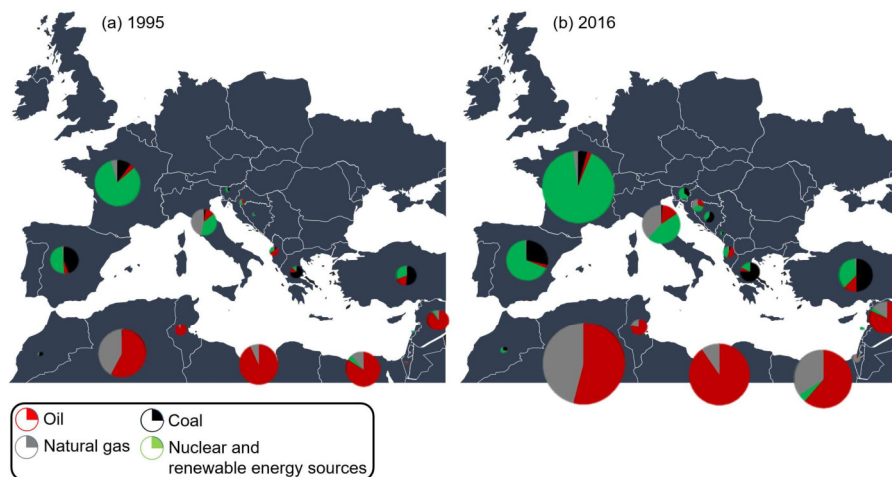 (a) 1995
(b) 2016
Oil
Coal
Natural gas
Nuclear and
renewable energy sources